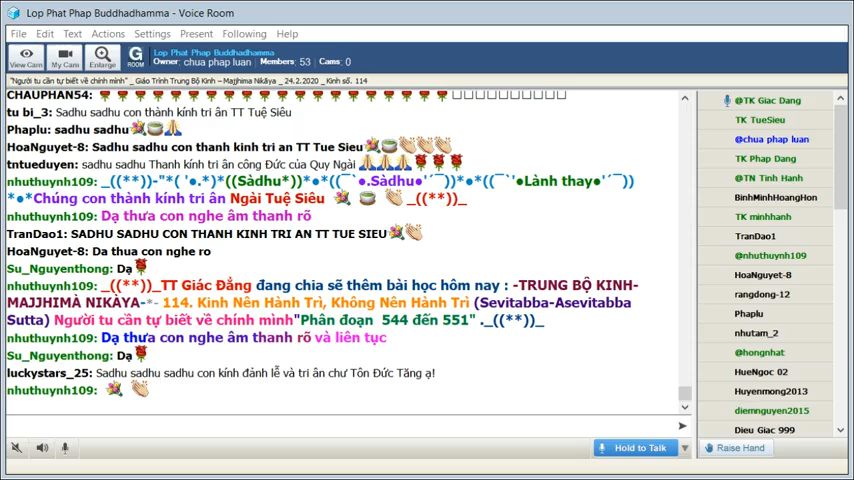 Lop Phat Phap Buddhadhamma - Voice Room
File Edit Text Actions Settings Present Following Help
View Cam My Cam Enlarge G ROOM
Lop Phat Phap Buddhadhamma
Owner: chua phap luan Members: 53 Cams: 0
"Người tu cần tự biết về chính mình" _ Giáo Trình Trung Bộ Kinh – Majjhima Nikāya _ 24.2.2020 _ Kinh số. 114
CHAUPHAN54:
tu bi_3: Sadhu sadhu con thành kính tri ân TT Tuệ Siêu
Phaplu: sadhu sadhu
HoaNguyet-8: Sadhu sadhu con thanh kinh tri an TT Tue Sieu
tntueduyen: sadhu sadhu Thanh kính tri ân công Đức của Quy Ngài
nhuthuynh109: _((**))-"*( '●.*)*((Sàdhu*))*●*●((¯`●.Sàdhu●'´¯))*●*((¯`'●Lành thay●'´¯))
*●*Chúng con thành kính tri ân Ngài Tuệ Siêu _((**))_
nhuthuynh109: Dạ thưa con nghe âm thanh rõ
TranDao1: SADHU SADHU CON THANH KINH TRI AN TT TUE SIEU
HoaNguyet-8: Da thua con nghe ro
Su_Nguyenthong: Dạ
nhuthuynh109: _((**))_TT Giác Đẳng đang chia sẽ thêm bài học hôm nay : -TRUNG BỘ KINH-
MAJJHIMÀ NIKÀYA-*- 114. Kinh Nên Hành Trì, Không Nên Hành Trì (Sevitabba-Asevitabba
Sutta) Người tu cần tự biết về chính mình"Phân đoạn 544 đến 551" ._((**))_
nhuthuynh109: Dạ thưa con nghe âm thanh rõ và liên tục
Su_Nguyenthong: Dạ
luckystars_25: Sadhu sadhu sadhu con kính đảnh lễ và tri ân chư Tôn Đức Tăng ạ!
nhuthuynh109:
Hold to Talk
@TK Giac Dang
TK TueSieu
@chua phap luan
TK Phap Dang
@TN Tinh Hanh
BinhMinhHoangHon
TK minhhanh
TranDao1
@nhuthuynh109
HoaNguyet-8
rangdong-12
Phaplu
nhutam_2
@hongnhat
HueNgoc 02
Huyenmong2013
diemnguyen2015
Dieu Giac 999
Raise Hand